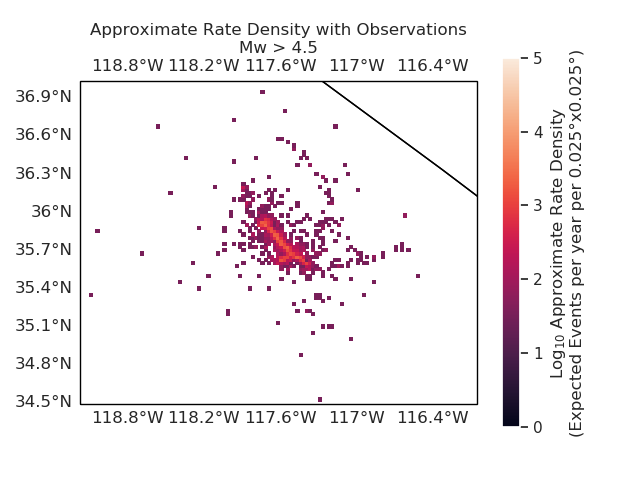 Approximate Rate Density with Observations
Mw > 4.5
118.8°W 118.2°W 117.6°W 117°W 116.4°W
36.9°N
36.6°N
36.3°N
36°N
35.7°N
35.4°N
35.1°N
34.8°N
34.5°N
118.8°W 118.2°W 117.6°W 117°W 116.4°W
5
4
3
2
1
0
Log₁₀ Approximate Rate Density
(Expected Events per year per 0.025°x0.025°)